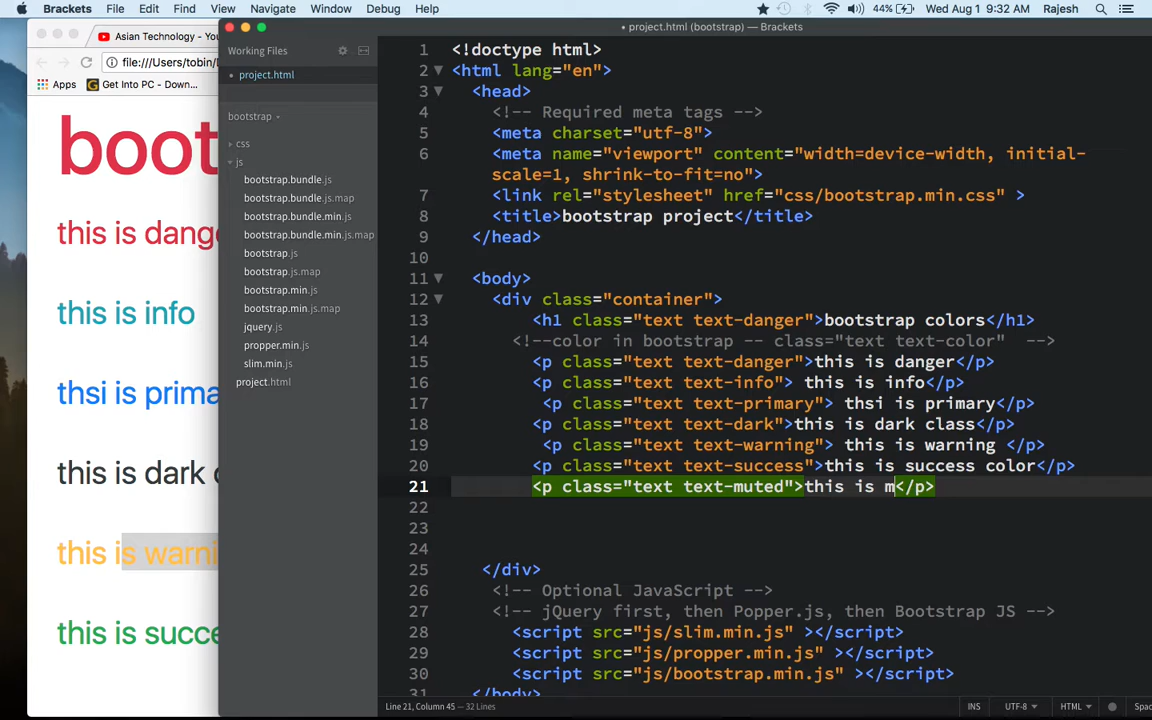 Brackets File Edit Find View Navigate Window Debug Help 44% Wed Aug 1 9:32 AM Rajesh
Asian Technology - You
file:///Users/tobin/
Apps Get Into PC - Down...
boot
this is dange
this is info
thsi is prima
this is dark c
this is warni
this is succe
• project.html (bootstrap) — Brackets
Working Files
• project.html
bootstrap
css
js
bootstrap.bundle.js
bootstrap.bundle.js.map
bootstrap.bundle.min.js
bootstrap.bundle.min.js.map
bootstrap.js
bootstrap.js.map
bootstrap.min.js
bootstrap.min.js.map
jquery.js
propper.min.js
slim.min.js
project.html
1 <!doctype html>
2 <html lang="en">
3 <head>
4 <!-- Required meta tags -->
5 <meta charset="utf-8">
6 <meta name="viewport" content="width=device-width, initial-
scale=1, shrink-to-fit=no">
7 <link rel="stylesheet" href="css/bootstrap.min.css" >
8 <title>bootstrap project</title>
9 </head>
10
11 <body>
12 <div class="container">
13 <h1 class="text text-danger">bootstrap colors</h1>
14 <!--color in bootstrap -- class="text text-color" -->
15 <p class="text text-danger">this is danger</p>
16 <p class="text text-info"> this is info</p>
17 <p class="text text-primary"> thsi is primary</p>
18 <p class="text text-dark">this is dark class</p>
19 <p class="text text-warning"> this is warning </p>
20 <p class="text text-success">this is success color</p>
21 <p class="text text-muted">this is m</p>
22
23
24
25 </div>
26 <!-- Optional JavaScript -->
27 <!-- jQuery first, then Popper.js, then Bootstrap JS -->
28 <script src="js/slim.min.js" ></script>
29 <script src="js/propper.min.js" ></script>
30 <script src="js/bootstrap.min.js" ></script>
31 </body>
Line 21, Column 45 — 32 Lines INS UTF-8 HTML Spac